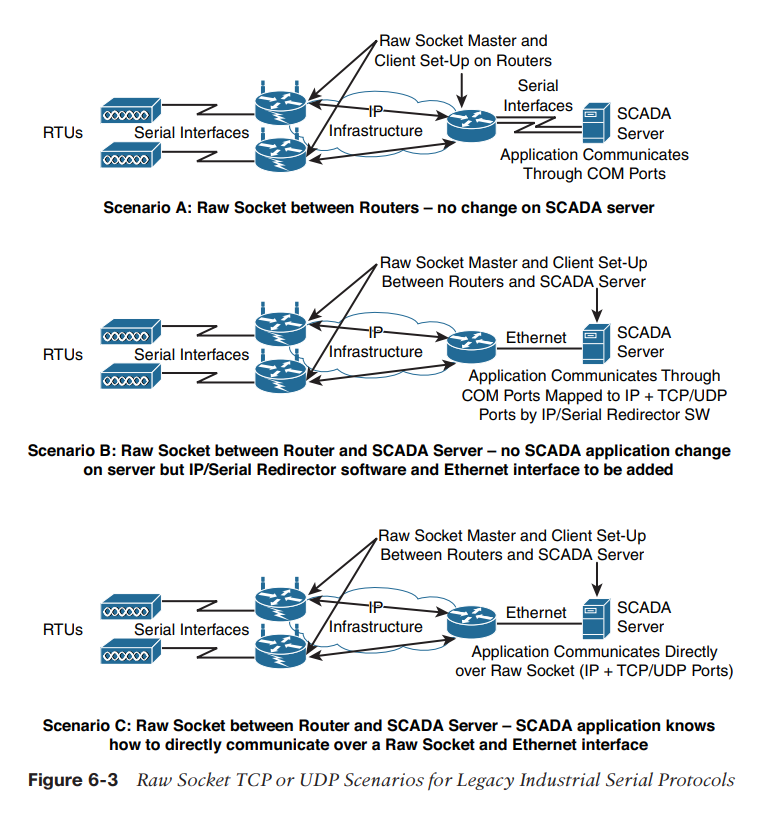 Raw Socket Master and
Client Set-Up on Routers
Serial
Interfaces
IP
Infrastructure
RTUs
Serial Interfaces
SCADA
Server
Application Communicates
Through COM Ports
Scenario A: Raw Socket between Routers – no change on SCADA server
Raw Socket Master and Client Set-Up
Between Routers and SCADA Server
IP
Infrastructure
RTUs
Serial Interfaces
Ethernet
SCADA
Server
Application Communicates Through
COM Ports Mapped to IP + TCP/UDP
Ports by IP/Serial Redirector SW
Scenario B: Raw Socket between Router and SCADA Server – no SCADA application change
on server but IP/Serial Redirector software and Ethernet interface to be added
Raw Socket Master and Client Set-Up
Between Routers and SCADA Server
IP
Infrastructure
RTUs
Serial Interfaces
Ethernet
SCADA
Server
Application Communicates Directly
over Raw Socket (IP + TCP/UDP Ports)
Scenario C: Raw Socket between Router and SCADA Server – SCADA application knows
how to directly communicate over a Raw Socket and Ethernet interface
Figure 6-3 Raw Socket TCP or UDP Scenarios for Legacy Industrial Serial Protocols